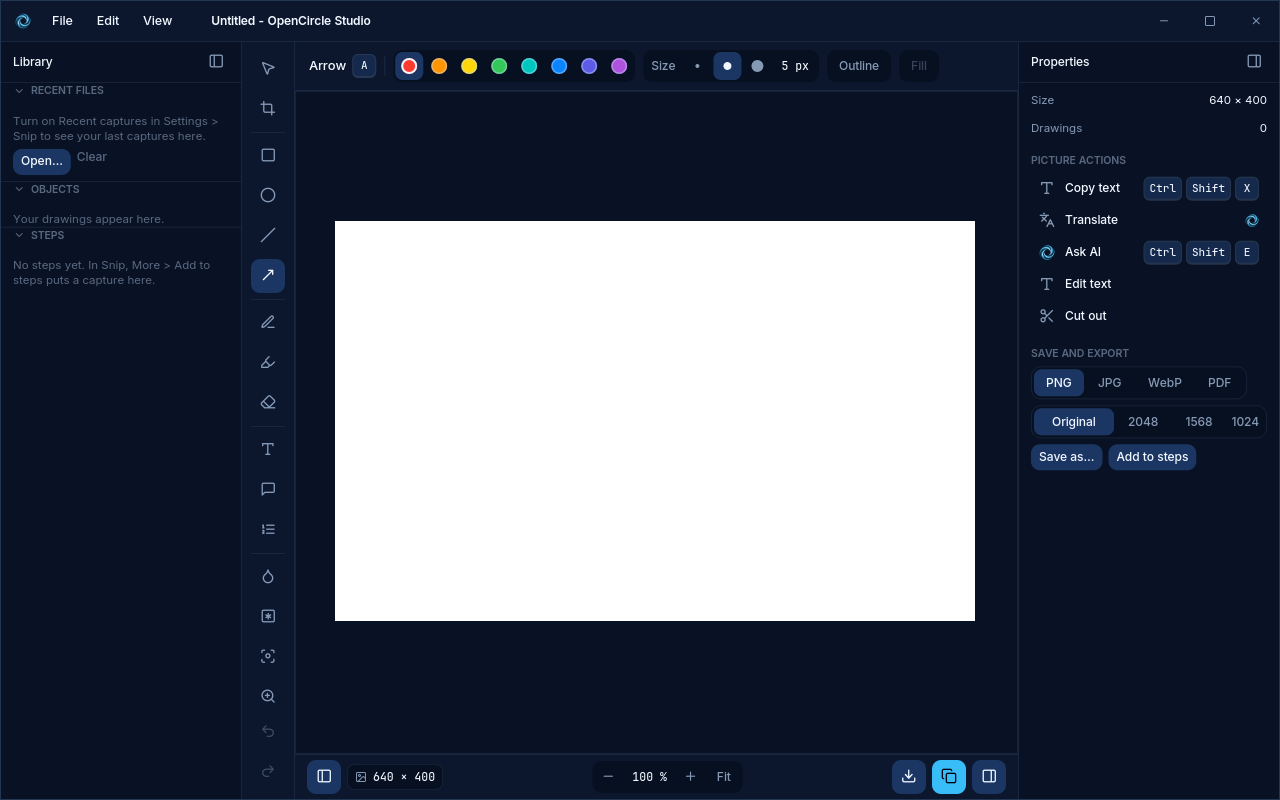 File Edit View Untitled - OpenCircle Studio
Library
RECENT FILES
Turn on Recent captures in Settings >
Snip to see your last captures here.
Open... Clear
OBJECTS
Your drawings appear here.
STEPS
No steps yet. In Snip, More > Add to
steps puts a capture here.
Arrow A Size 5 px Outline Fill
640 × 400 100 % Fit
Properties
Size 640 × 400
Drawings 0
PICTURE ACTIONS
Copy text Ctrl Shift X
Translate
Ask AI Ctrl Shift E
Edit text
Cut out
SAVE AND EXPORT
PNG JPG WebP PDF
Original 2048 1568 1024
Save as... Add to steps